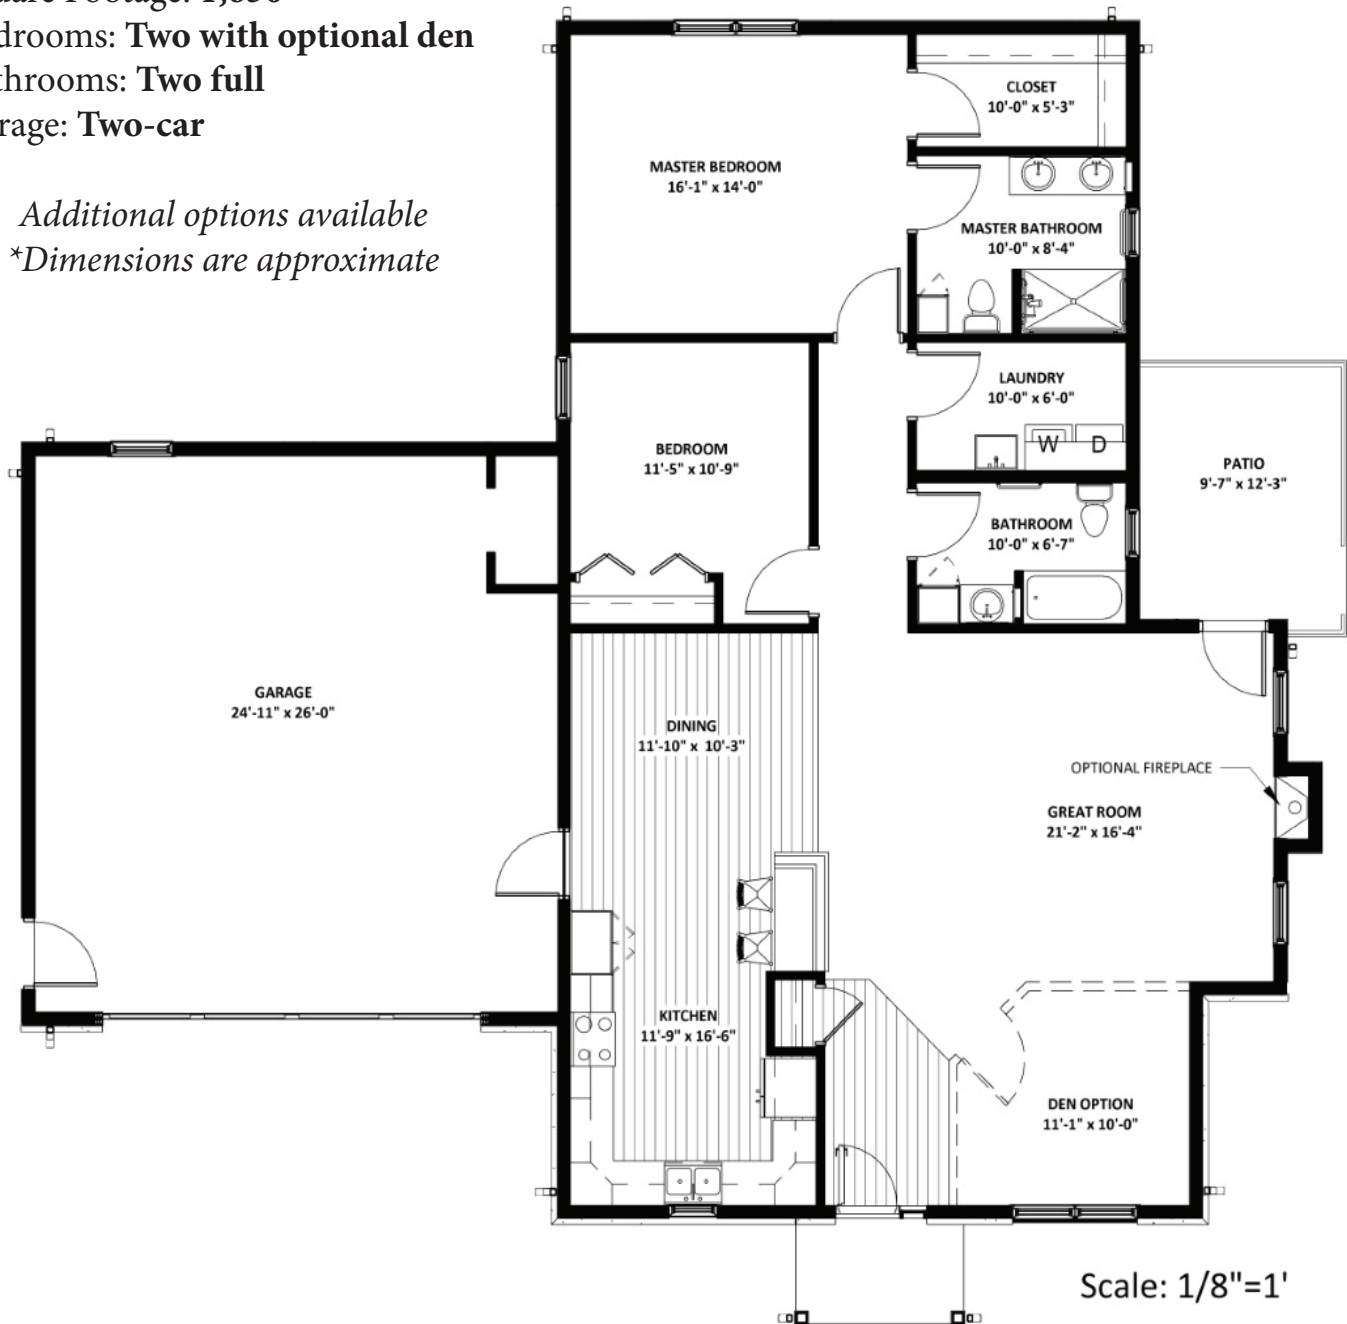 drooms: Two with optional den
throoms: Two full
rage: Two-car
Additional options available
*Dimensions are approximate
CLOSET
10'-0" x 5'-3"
MASTER BEDROOM
16'-1" x 14'-0"
MASTER BATHROOM
10'-0" x 8'-4"
LAUNDRY
10'-0" x 6'-0"
W D
BEDROOM
11'-5" x 10'-9"
PATIO
9'-7" x 12'-3"
BATHROOM
10'-0" x 6'-7"
GARAGE
24'-11" x 26'-0"
DINING
11'-10" x 10'-3"
OPTIONAL FIREPLACE
GREAT ROOM
21'-2" x 16'-4"
KITCHEN
11'-9" x 16'-6"
DEN OPTION
11'-1" x 10'-0"
Scale: 1/8"=1'